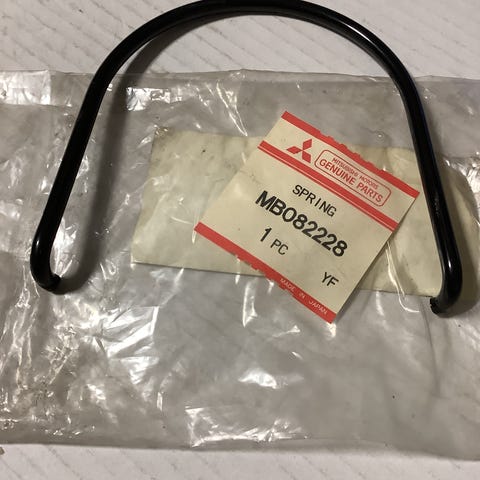 MITSUBISHI MOTORS
GENUINE PARTS
SPRING
MB082228
1 PC
YF
MADE IN JAPAN